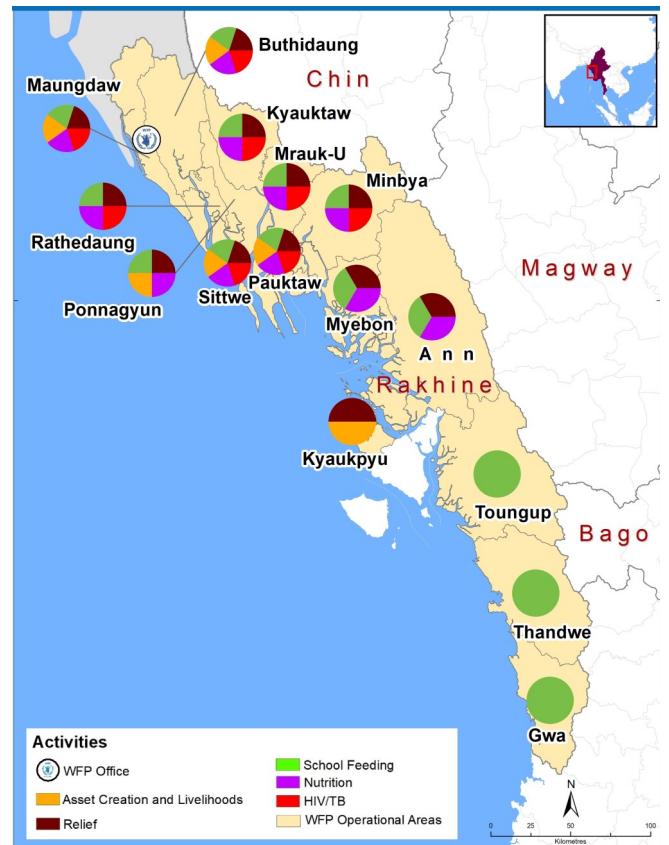 Buthidaung
Chin
Maungdaw
Kyauktaw
WFP
Mrauk-U
Minbya
Rathedaung
Magway
Ponnagyun
Sittwe
Pauktaw
Myebon
Ann
Rakhine
Kyaukpyu
Toungup
Bago
Thandwe
Gwa
Activities
WFP Office
Asset Creation and Livelihoods
Relief
School Feeding
Nutrition
HIV/TB
WFP Operational Areas
N
0 25 50 100
Kilometres